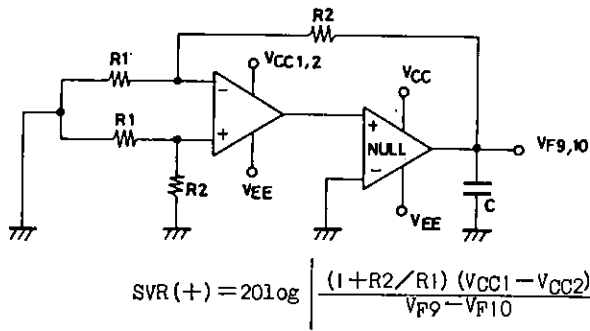 R2
R1
VCC1,2
VCC
−
+
R1
+
NULL
−
VF9,10
R2
VEE
VEE
C
SVR(+)=20log | (1+R2/R1) (VCC1−VCC2)
VF9−VF10